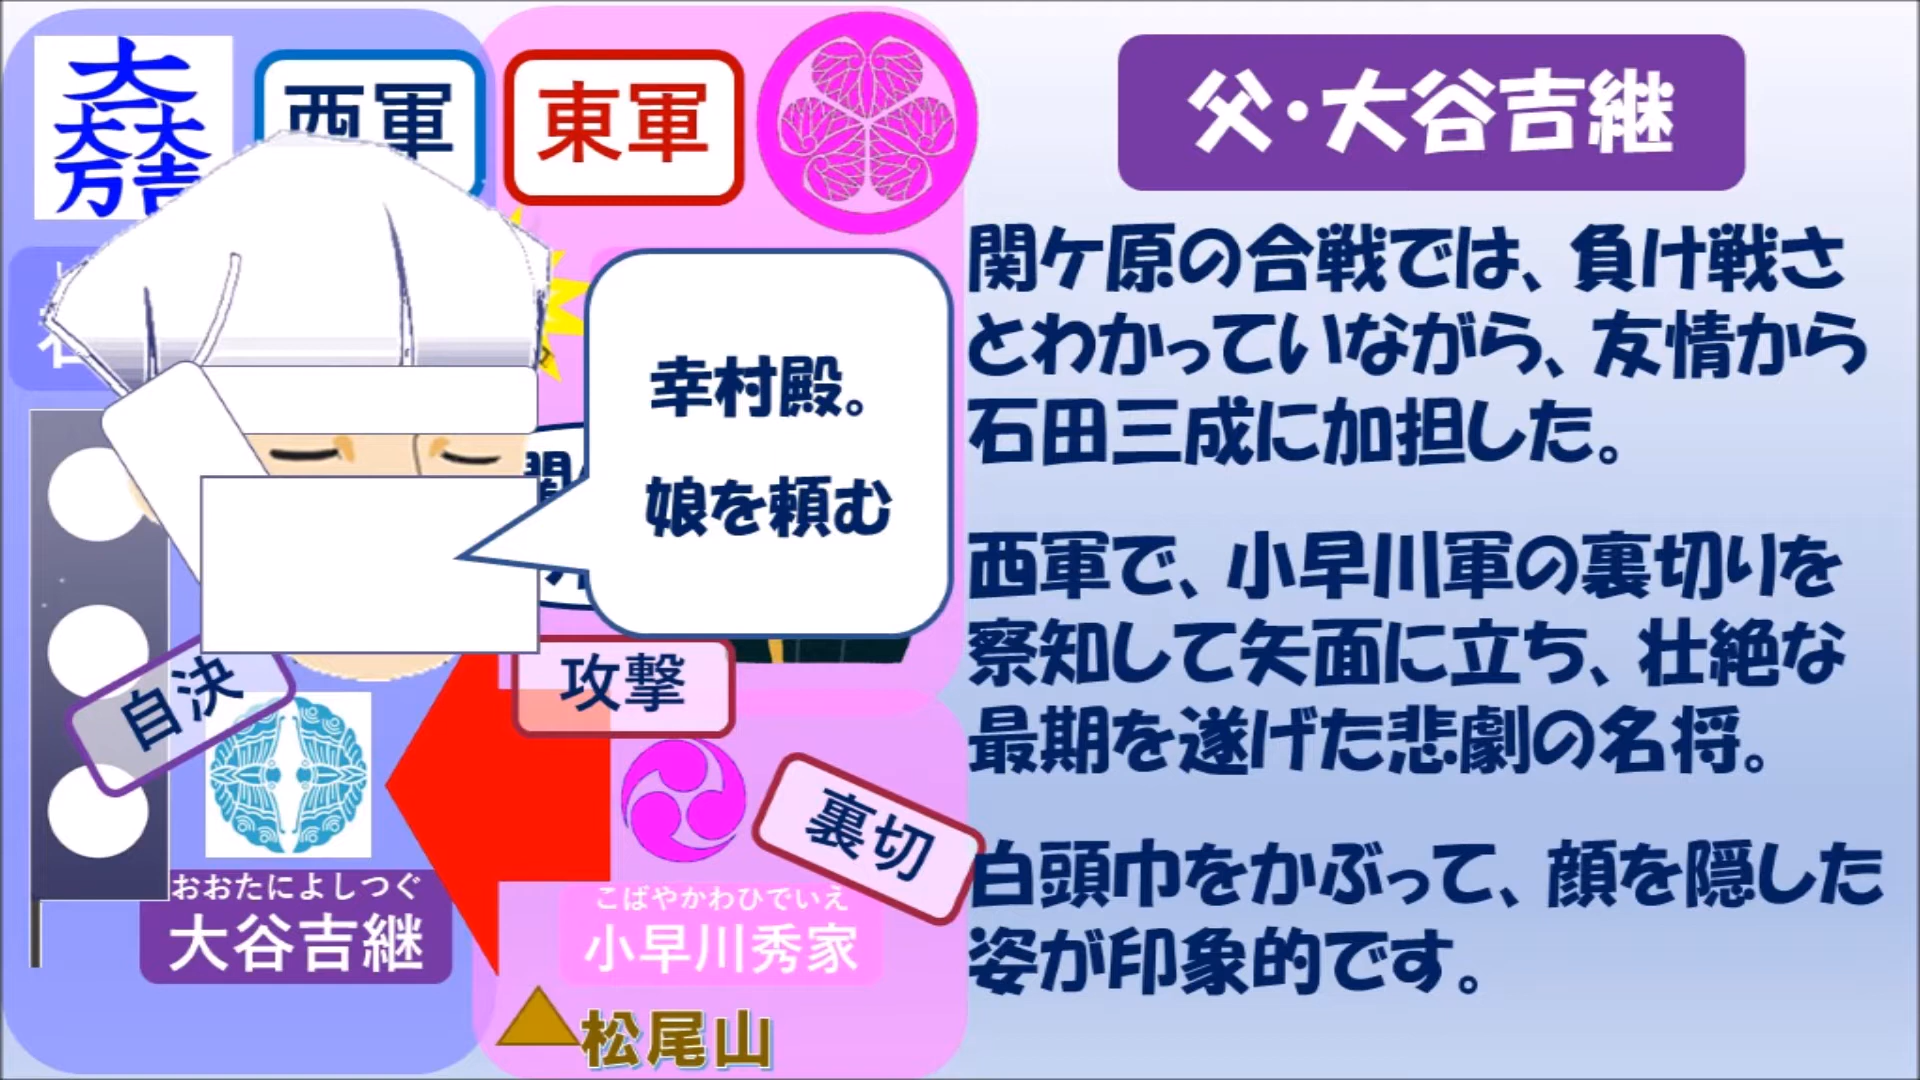 大一大万大吉
西軍
東軍
父・大谷吉継
関ケ原の合戦では、負け戦さ
とわかっていながら、友情から
石田三成に加担した。
西軍で、小早川軍の裏切りを
察知して矢面に立ち、壮絶な
最期を遂げた悲劇の名将。
白頭巾をかぶって、顔を隠した
姿が印象的です。
幸村殿。
娘を頼む
攻撃
自決
裏切
おおたによしつぐ
大谷吉継
こばやかわひでいえ
小早川秀家
松尾山